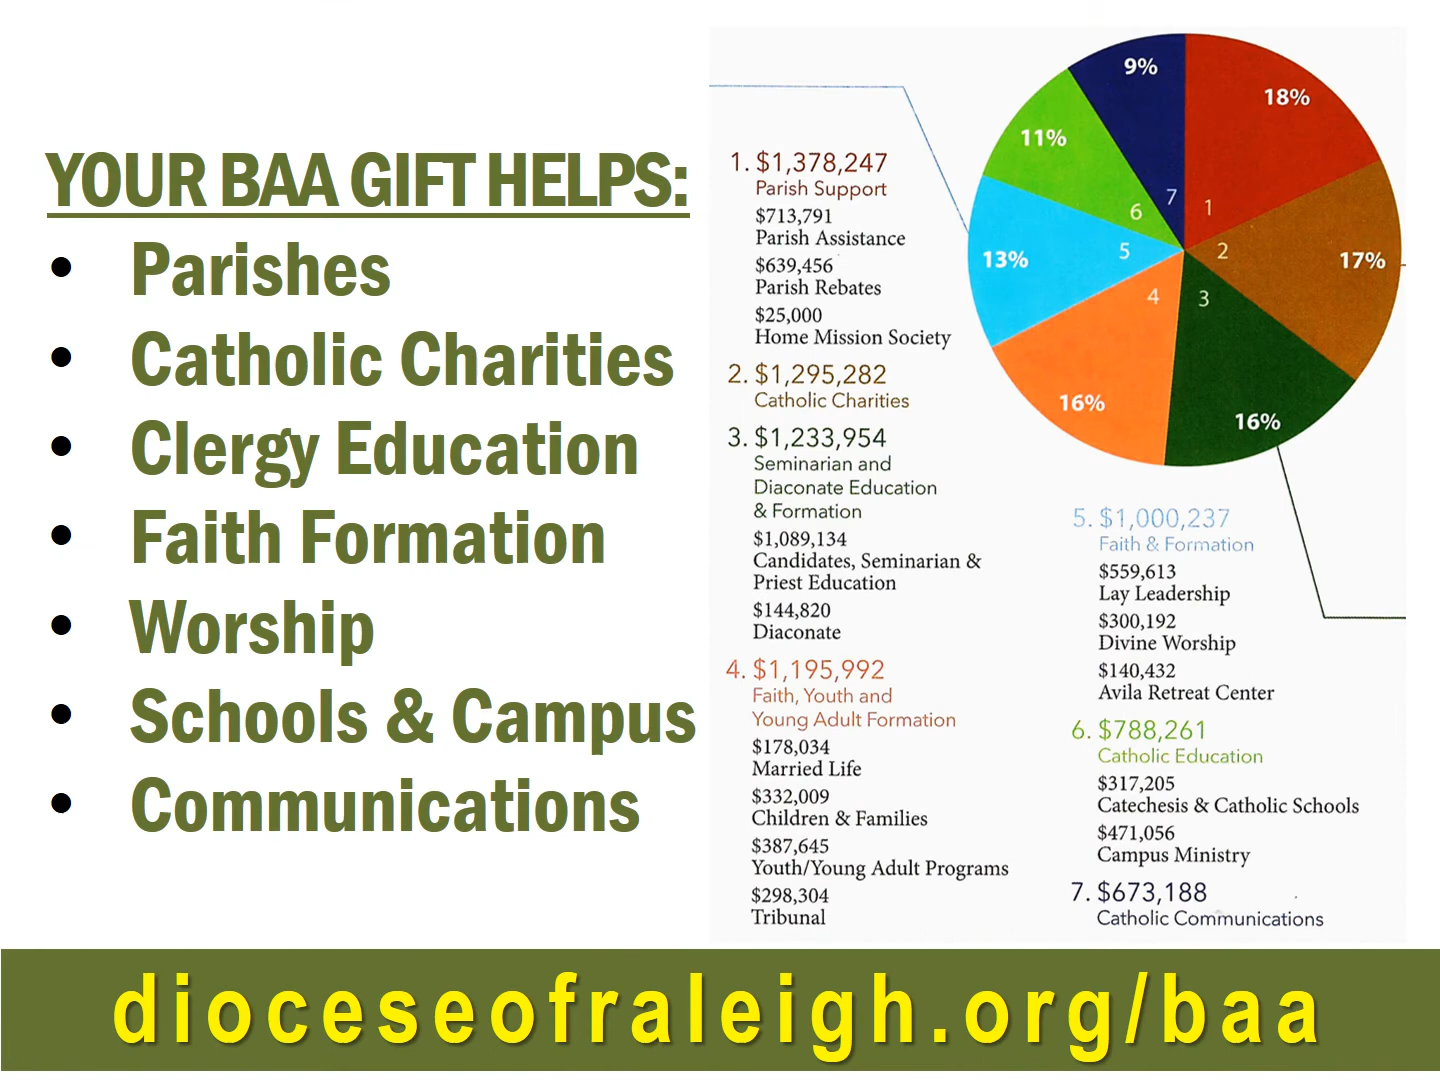 YOUR BAA GIFT HELPS:
• Parishes
• Catholic Charities
• Clergy Education
• Faith Formation
• Worship
• Schools & Campus
• Communications
1. $1,378,247
Parish Support
$713,791
Parish Assistance
$639,456
Parish Rebates
$25,000
Home Mission Society
2. $1,295,282
Catholic Charities
3. $1,233,954
Seminarian and
Diaconate Education
& Formation
$1,089,134
Candidates, Seminarian &
Priest Education
$144,820
Diaconate
4. $1,195,992
Faith, Youth and
Young Adult Formation
$178,034
Married Life
$332,009
Children & Families
$387,645
Youth/Young Adult Programs
$298,304
Tribunal
9%
18%
11%
7
1
6
5
2
13%
17%
4
3
16%
16%
5. $1,000,237
Faith & Formation
$559,613
Lay Leadership
$300,192
Divine Worship
$140,432
Avila Retreat Center
6. $788,261
Catholic Education
$317,205
Catechesis & Catholic Schools
$471,056
Campus Ministry
7. $673,188
Catholic Communications
dioceseofraleigh.org/baa